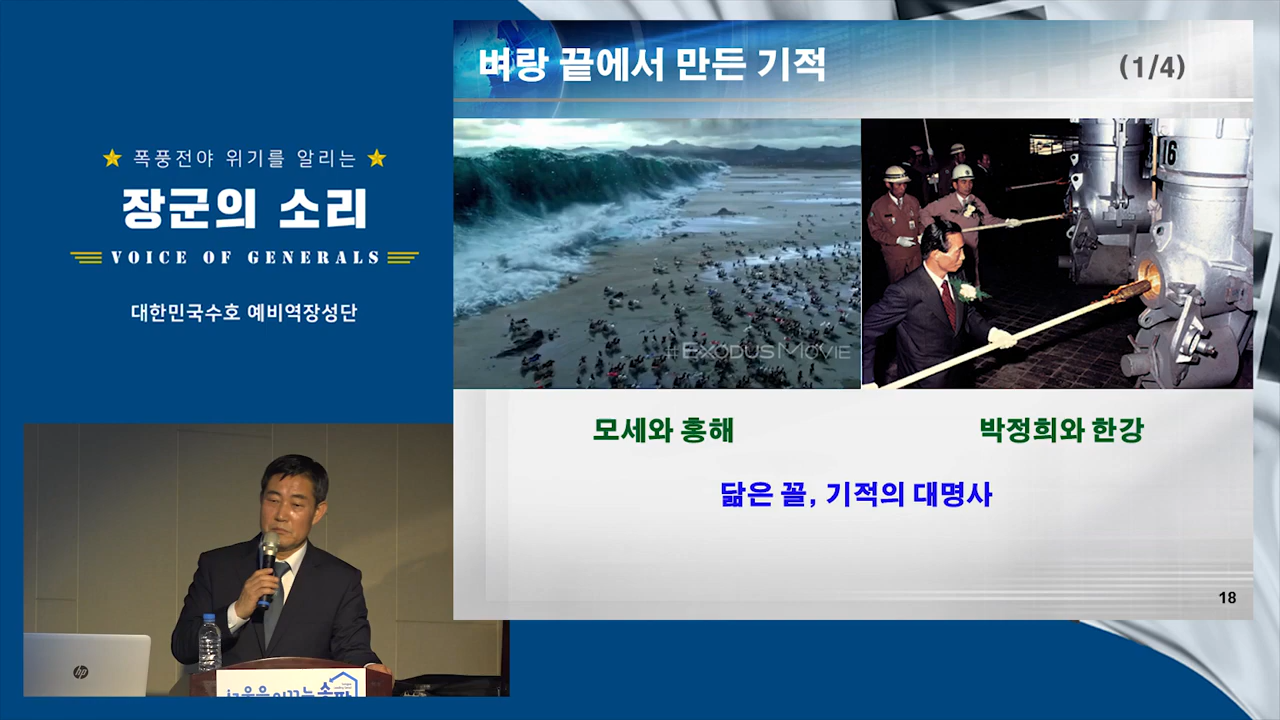 폭풍전야 위기를 알리는
장군의 소리
VOICE OF GENERALS
대한민국수호 예비역장성단
벼랑 끝에서 만든 기적
(1/4)
#EXODUSMOVIE
16
모세와 홍해
박정희와 한강
닮은 꼴, 기적의 대명사
18
hp